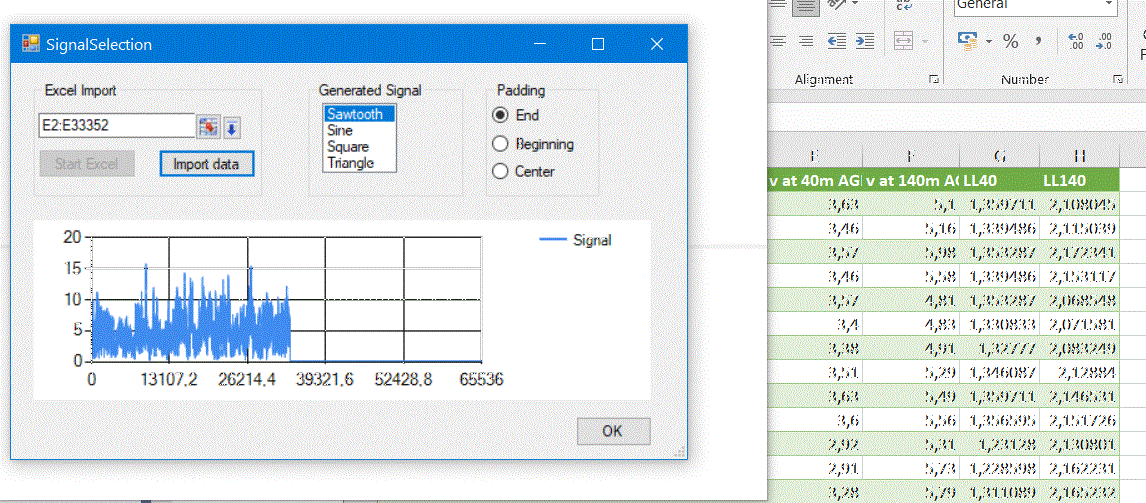 SignalSelection
Excel Import
E2:E33352
Start Excel
Import data
Generated Signal
Sawtooth
Sine
Square
Triangle
Padding
End
Beginning
Center
20
15
10
5
0
0 13107,2 26214,4 39321,6 52428,8 65536
Signal
OK
General
%
Alignment
Number
E F G H
v at 40m AG v at 140m AG LL40 LL140
3,63 5,1 1,359711 2,108045
3,46 5,16 1,339486 2,115039
3,57 5,98 1,353287 2,172341
3,46 5,58 1,339486 2,153117
3,57 4,81 1,353287 2,068548
3,4 4,83 1,330833 2,071581
3,38 4,91 1,32777 2,083249
3,51 5,29 1,346087 2,12884
3,63 5,49 1,359711 2,146531
3,6 5,56 1,356595 2,151726
2,92 5,31 1,23128 2,130801
2,91 5,73 1,228598 2,162231
3,28 5,79 1,311089 2,165232